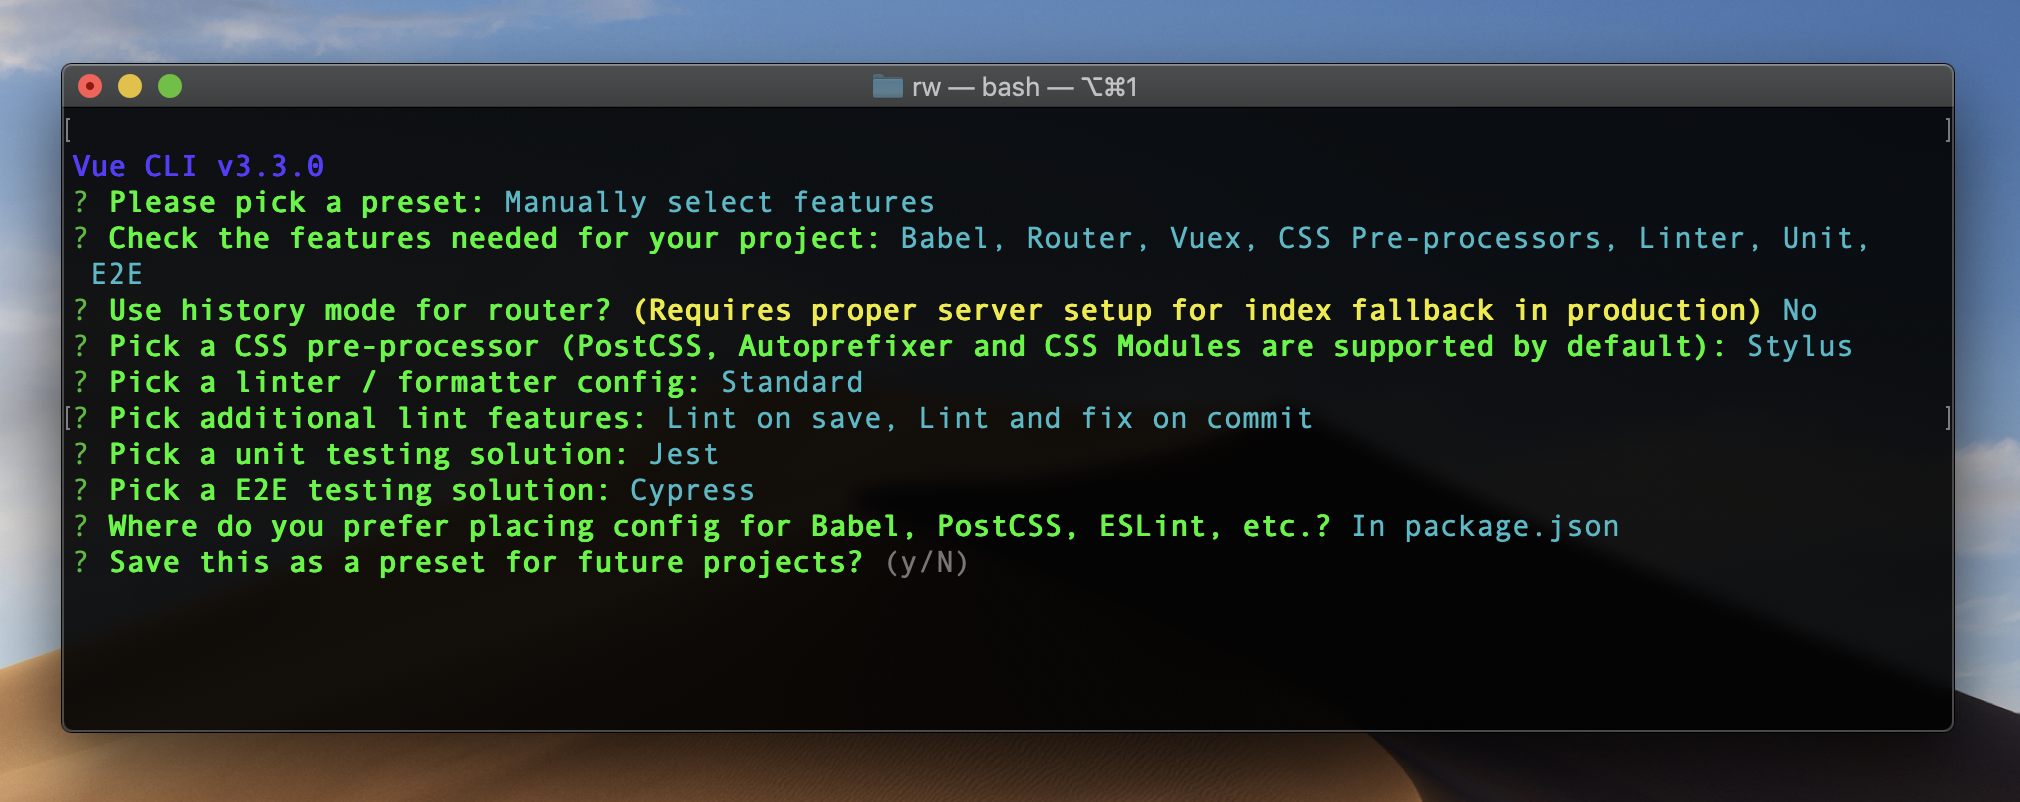 rw — bash — ⌥⌘1
[ ]
Vue CLI v3.3.0
? Please pick a preset: Manually select features
? Check the features needed for your project: Babel, Router, Vuex, CSS Pre-processors, Linter, Unit,
E2E
? Use history mode for router? (Requires proper server setup for index fallback in production) No
? Pick a CSS pre-processor (PostCSS, Autoprefixer and CSS Modules are supported by default): Stylus
? Pick a linter / formatter config: Standard
[? Pick additional lint features: Lint on save, Lint and fix on commit ]
? Pick a unit testing solution: Jest
? Pick a E2E testing solution: Cypress
? Where do you prefer placing config for Babel, PostCSS, ESLint, etc.? In package.json
? Save this as a preset for future projects? (y/N)